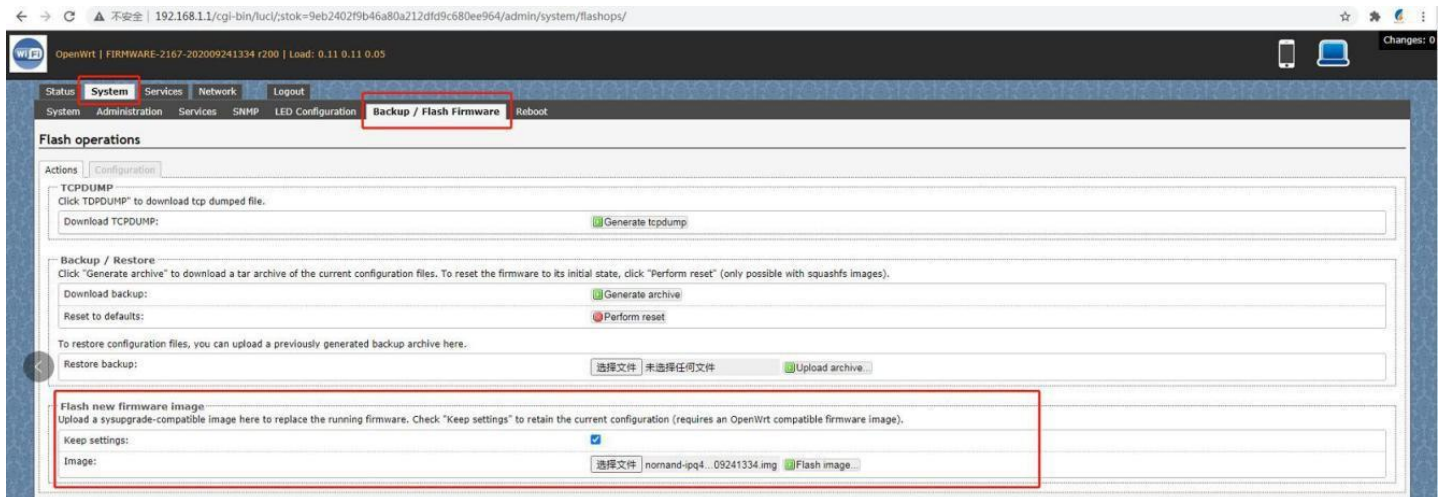 不安全 | 192.168.1.1/cgi-bin/luci/;stok=9eb2402f9b46a80a212dfd9c680ee964/admin/system/flashops/
WiFi
OpenWrt | FIRMWARE-2167-202009241334 r200 | Load: 0.11 0.11 0.05
Changes: 0
Status System Services Network Logout
System Administration Services SNMP LED Configuration Backup / Flash Firmware Reboot
Flash operations
Actions Configuration
TCPDUMP
Click TDPDUMP" to download tcp dumped file.
Download TCPDUMP: Generate tcpdump
Backup / Restore
Click "Generate archive" to download a tar archive of the current configuration files. To reset the firmware to its initial state, click "Perform reset" (only possible with squashfs images).
Download backup: Generate archive
Reset to defaults: Perform reset
To restore configuration files, you can upload a previously generated backup archive here.
Restore backup: 选择文件 未选择任何文件 Upload archive...
Flash new firmware image
Upload a sysupgrade-compatible image here to replace the running firmware. Check "Keep settings" to retain the current configuration (requires an OpenWrt compatible firmware image).
Keep settings:
Image: 选择文件 nornand-ipq4...09241334.img Flash image...